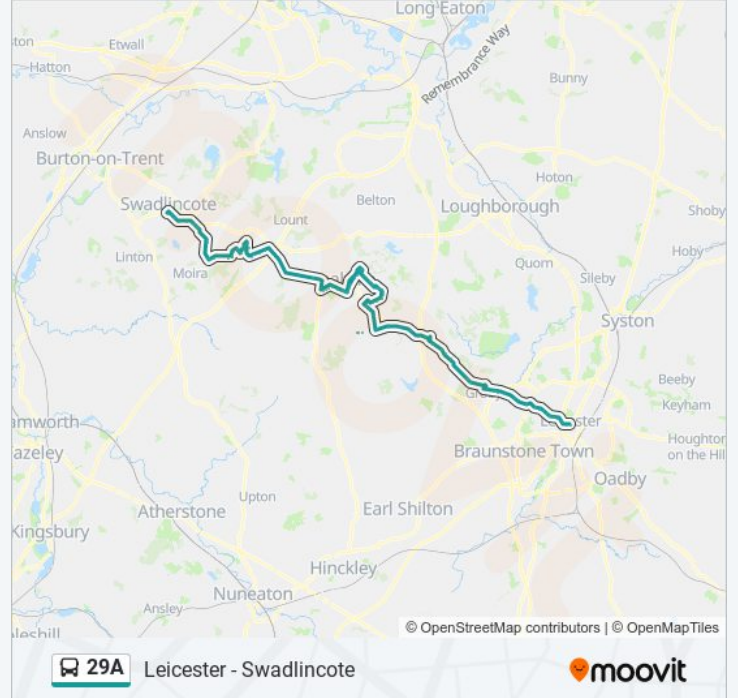 Long Eaton
Etwall
Hatton
Remembrance Way
Bunny
Anslow
Burton-on-Trent
Hoton
Swadlincote
Lount
Belton
Loughborough
Shoby
Linton
Moira
Quorn
Hoby
Sileby
Syston
Beeby
Keyham
Braunstone Town
Houghton
on the Hil
Oadby
amworth
azeley
Upton
Earl Shilton
Atherstone
Kingsbury
Hinckley
Nuneaton
Ansley
leshill
© OpenStreetMap contributors | © OpenMapTiles
29A Leicester - Swadlincote
moovit